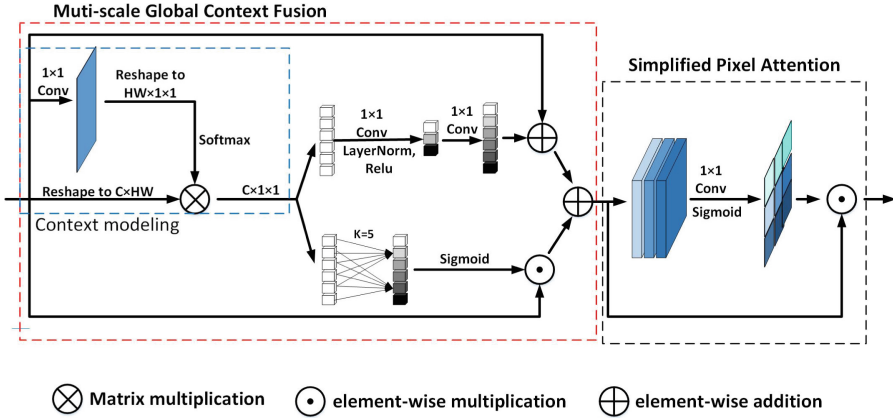 Muti-scale Global Context Fusion
Simplified Pixel Attention
1×1
Conv
Reshape to
HW×1×1
Softmax
1×1
Conv
LayerNorm,
Relu
1×1
Conv
1×1
Conv
Sigmoid
Reshape to C×HW
C×1×1
Context modeling
K=5
Sigmoid
Matrix multiplication
element-wise multiplication
element-wise addition